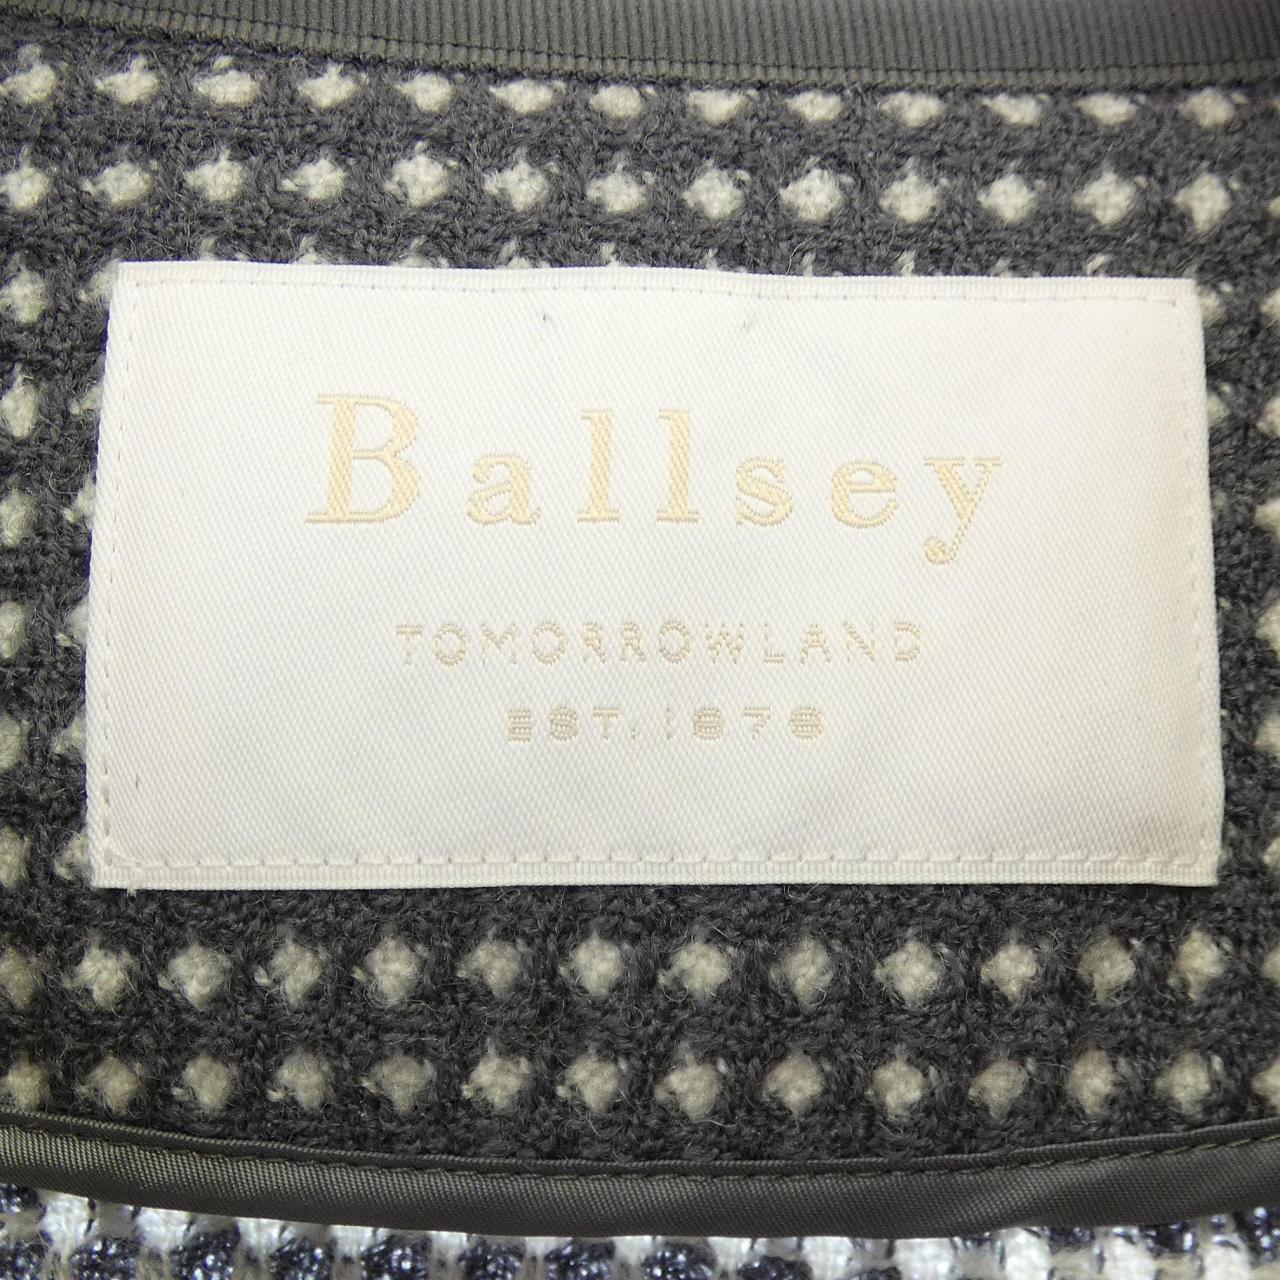 Ballsey
TOMORROWLAND
EST. 1978